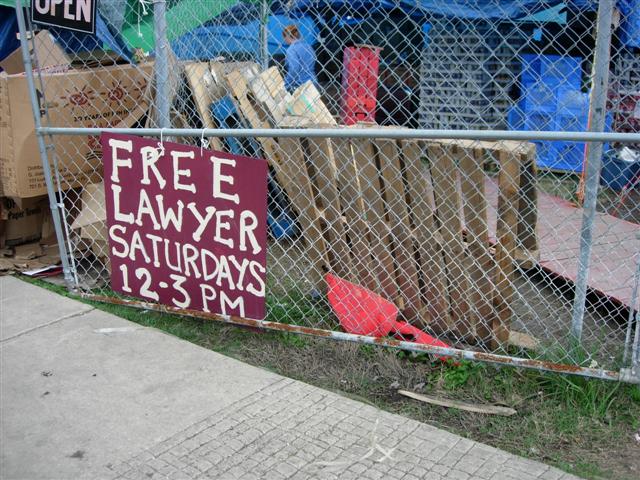 OPEN
FREE
LAWYER
SATURDAYS
12-3 PM